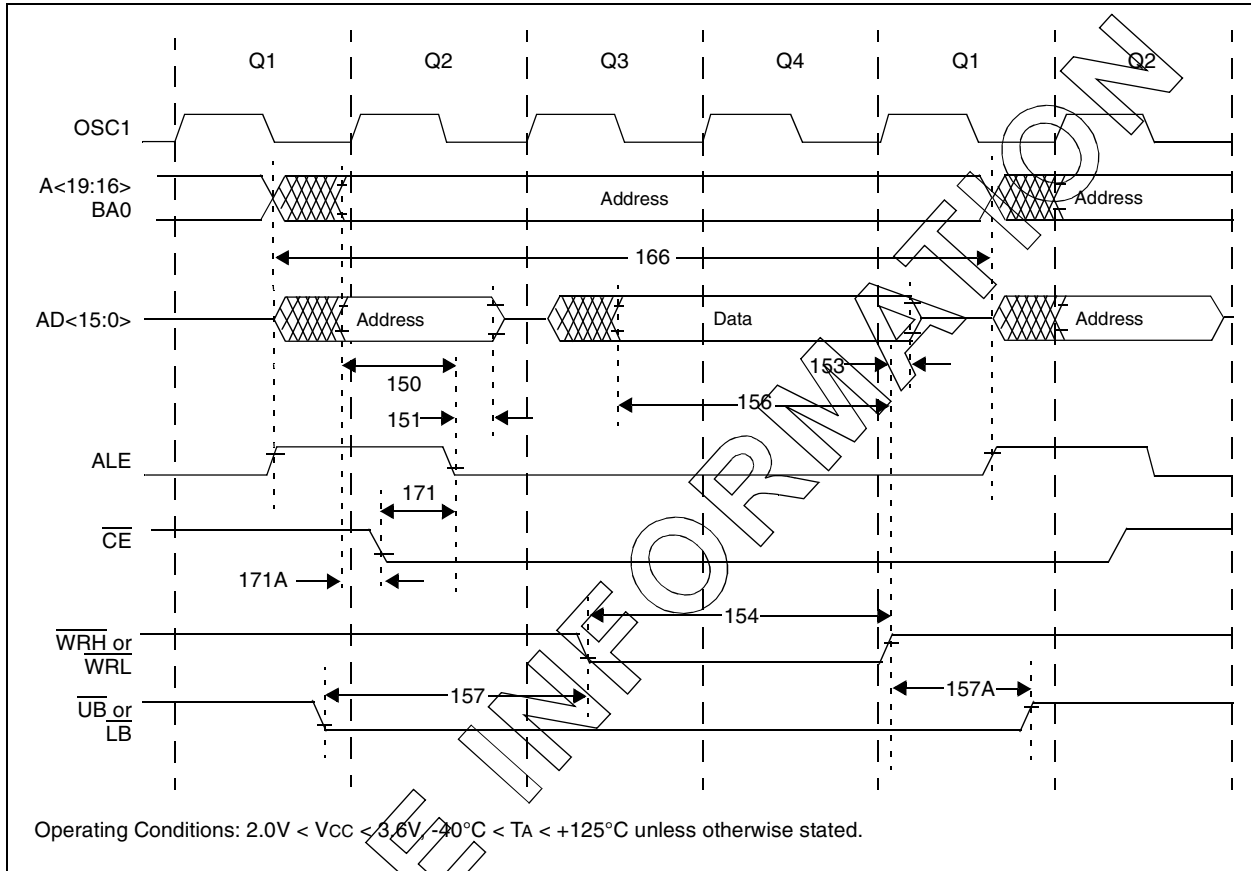 Q1 Q2 Q3 Q4 Q1 Q2
OSC1
A<19:16>
BA0
Address
Address
166
AD<15:0>
Address
Data
Address
150
153
151
156
ALE
171
CE
171A
154
WRH or
WRL
157
157A
UB or
LB
Operating Conditions: 2.0V < VCC < 3.6V, -40°C < TA < +125°C unless otherwise stated.
E INFORMATION